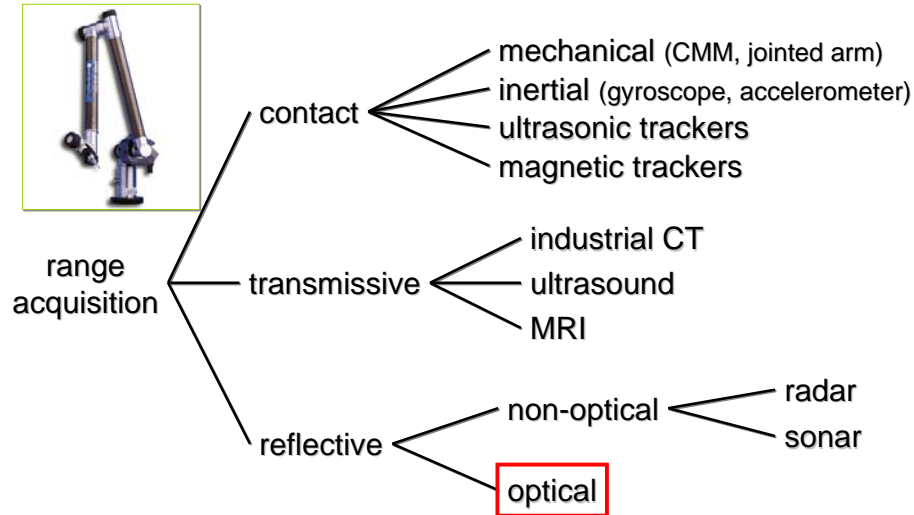 mechanical (CMM, jointed arm)
inertial (gyroscope, accelerometer)
contact
ultrasonic trackers
magnetic trackers
industrial CT
range
acquisition
transmissive
ultrasound
MRI
radar
non-optical
sonar
reflective
optical